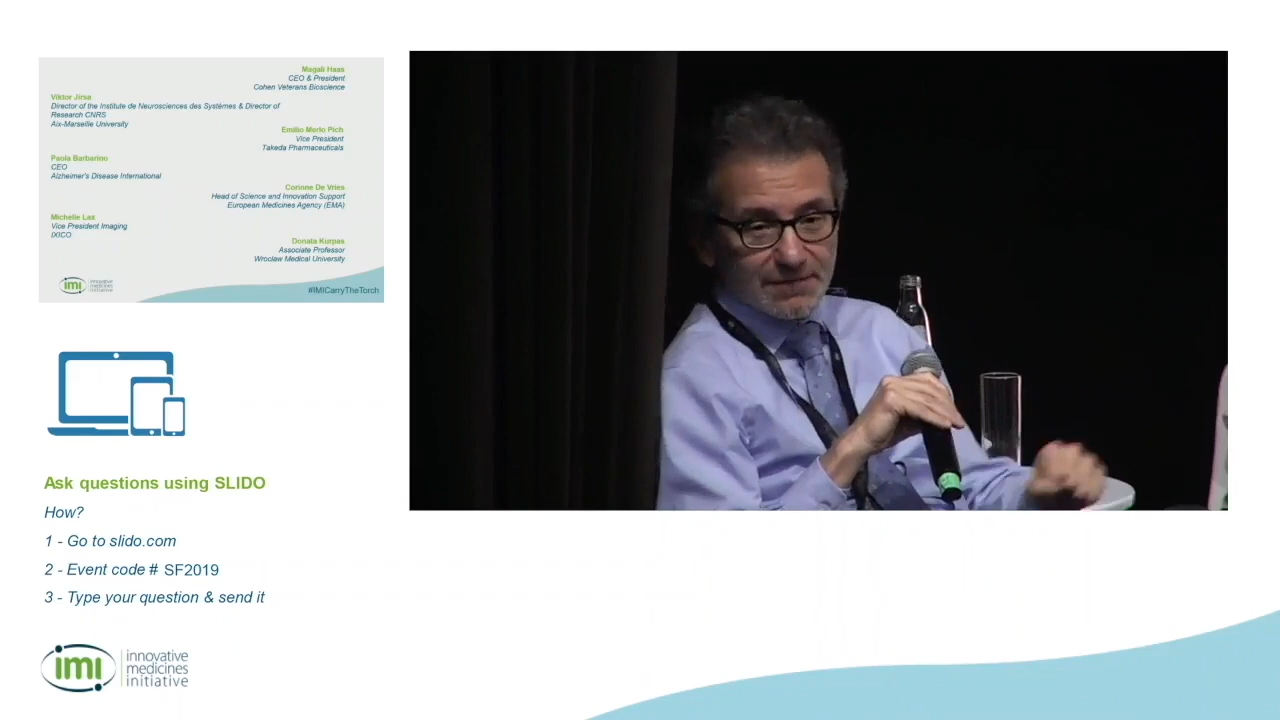 Magali Haas
CEO & President
Cohen Veterans Bioscience
Viktor Jirsa
Director of the Institute de Neurosciences des Systèmes & Director of
Research CNRS
Aix-Marseille University
Emilio Merlo Pich
Vice President
Takeda Pharmaceuticals
Paola Barbarino
CEO
Alzheimer's Disease International
Corinne De Vries
Head of Science and Innovation Support
European Medicines Agency (EMA)
Michelle Lax
Vice President Imaging
IXICO
Donata Kurpas
Associate Professor
Wroclaw Medical University
imi
innovative
medicines
initiative
#IMICarryTheTorch
Ask questions using SLIDO
How?
1 - Go to slido.com
2 - Event code # SF2019
3 - Type your question & send it
imi
innovative
medicines
initiative